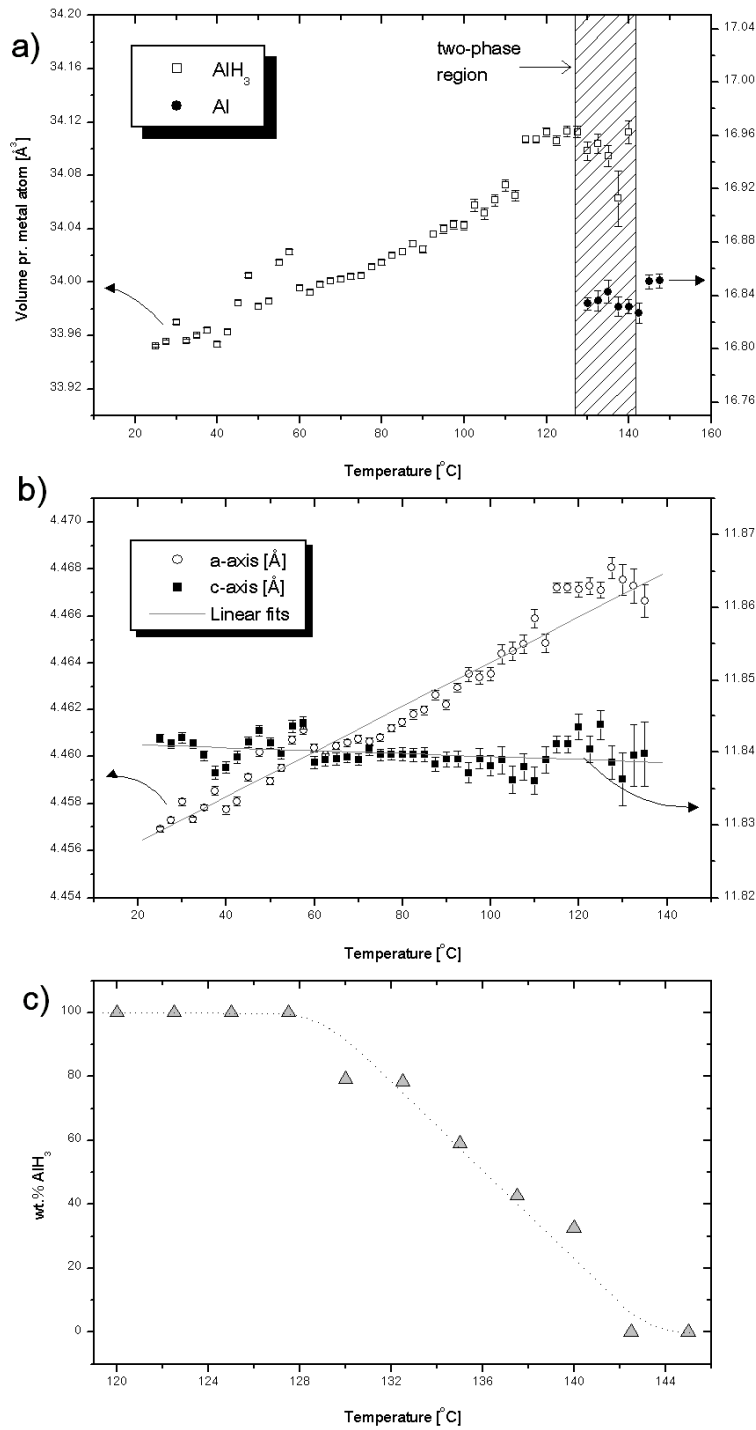 a)
34.20
34.16
34.12
34.08
34.04
34.00
33.96
33.92
Volume pr. metal atom [Å³]
AlH₃
Al
two-phase
region
17.04
17.00
16.96
16.92
16.88
16.84
16.80
16.76
20 40 60 80 100 120 140 160
Temperature [°C]
b)
4.470
4.468
4.466
4.464
4.462
4.460
4.458
4.456
4.454
a-axis [Å]
c-axis [Å]
Linear fits
11.87
11.86
11.85
11.84
11.83
11.82
20 40 60 80 100 120 140
Temperature [°C]
c)
100
80
60
40
20
0
wt.% AlH₃
120 124 128 132 136 140 144
Temperature [°C]